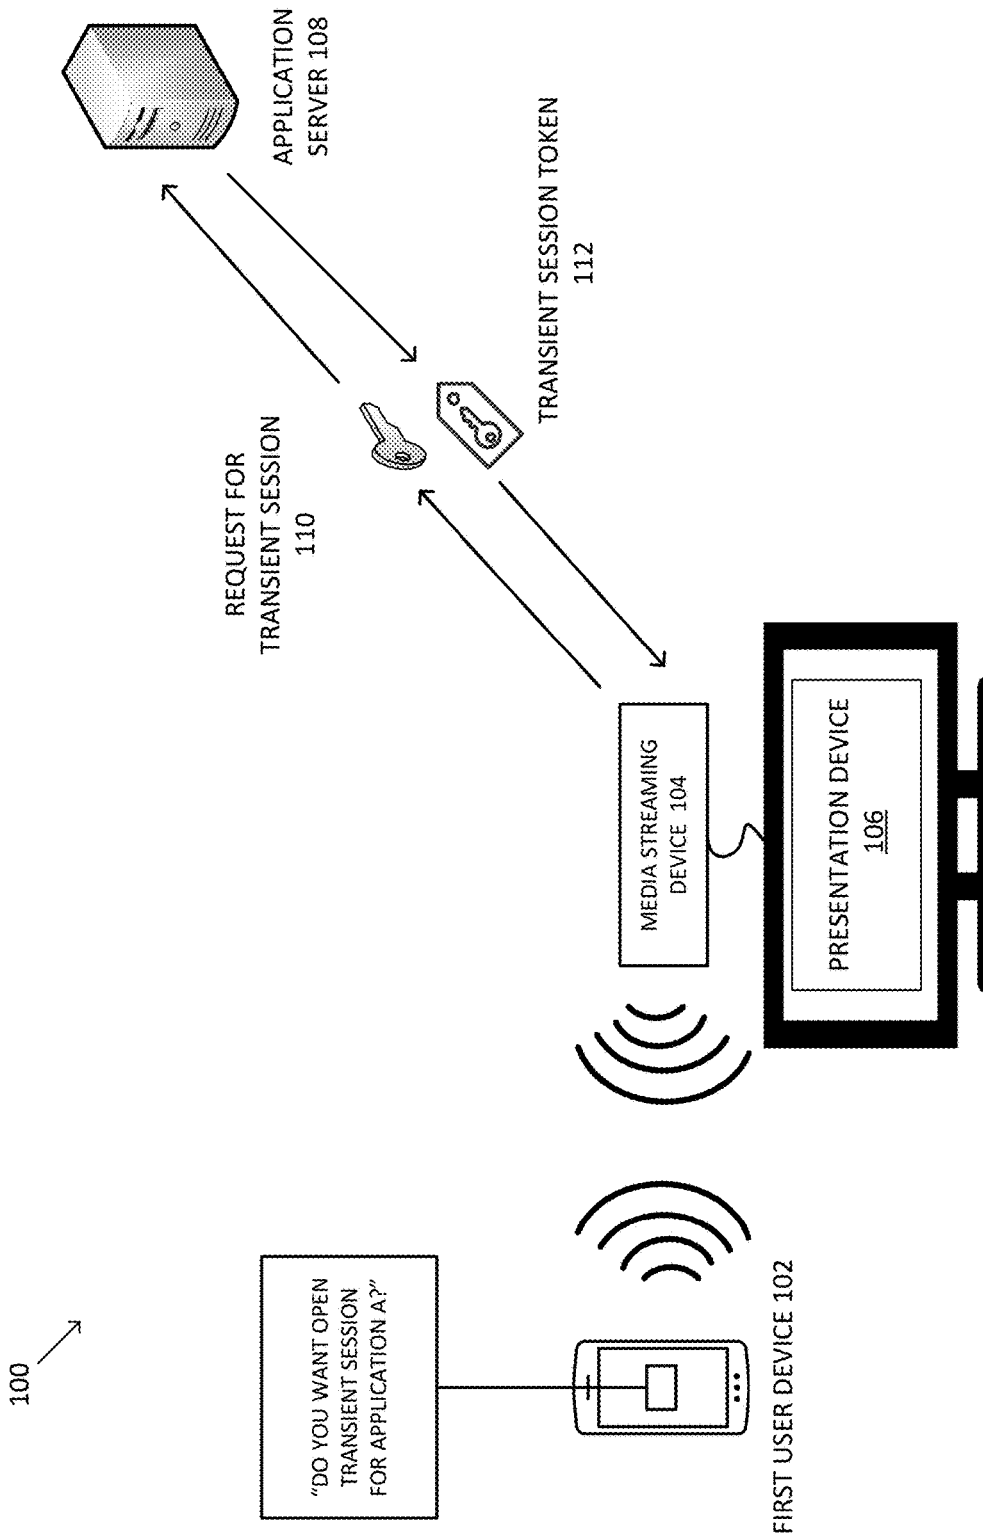 100
"DO YOU WANT OPEN
TRANSIENT SESSION
FOR APPLICATION A?"
FIRST USER DEVICE 102
MEDIA STREAMING
DEVICE 104
PRESENTATION DEVICE
106
REQUEST FOR
TRANSIENT SESSION
110
TRANSIENT SESSION TOKEN
112
APPLICATION
SERVER 108